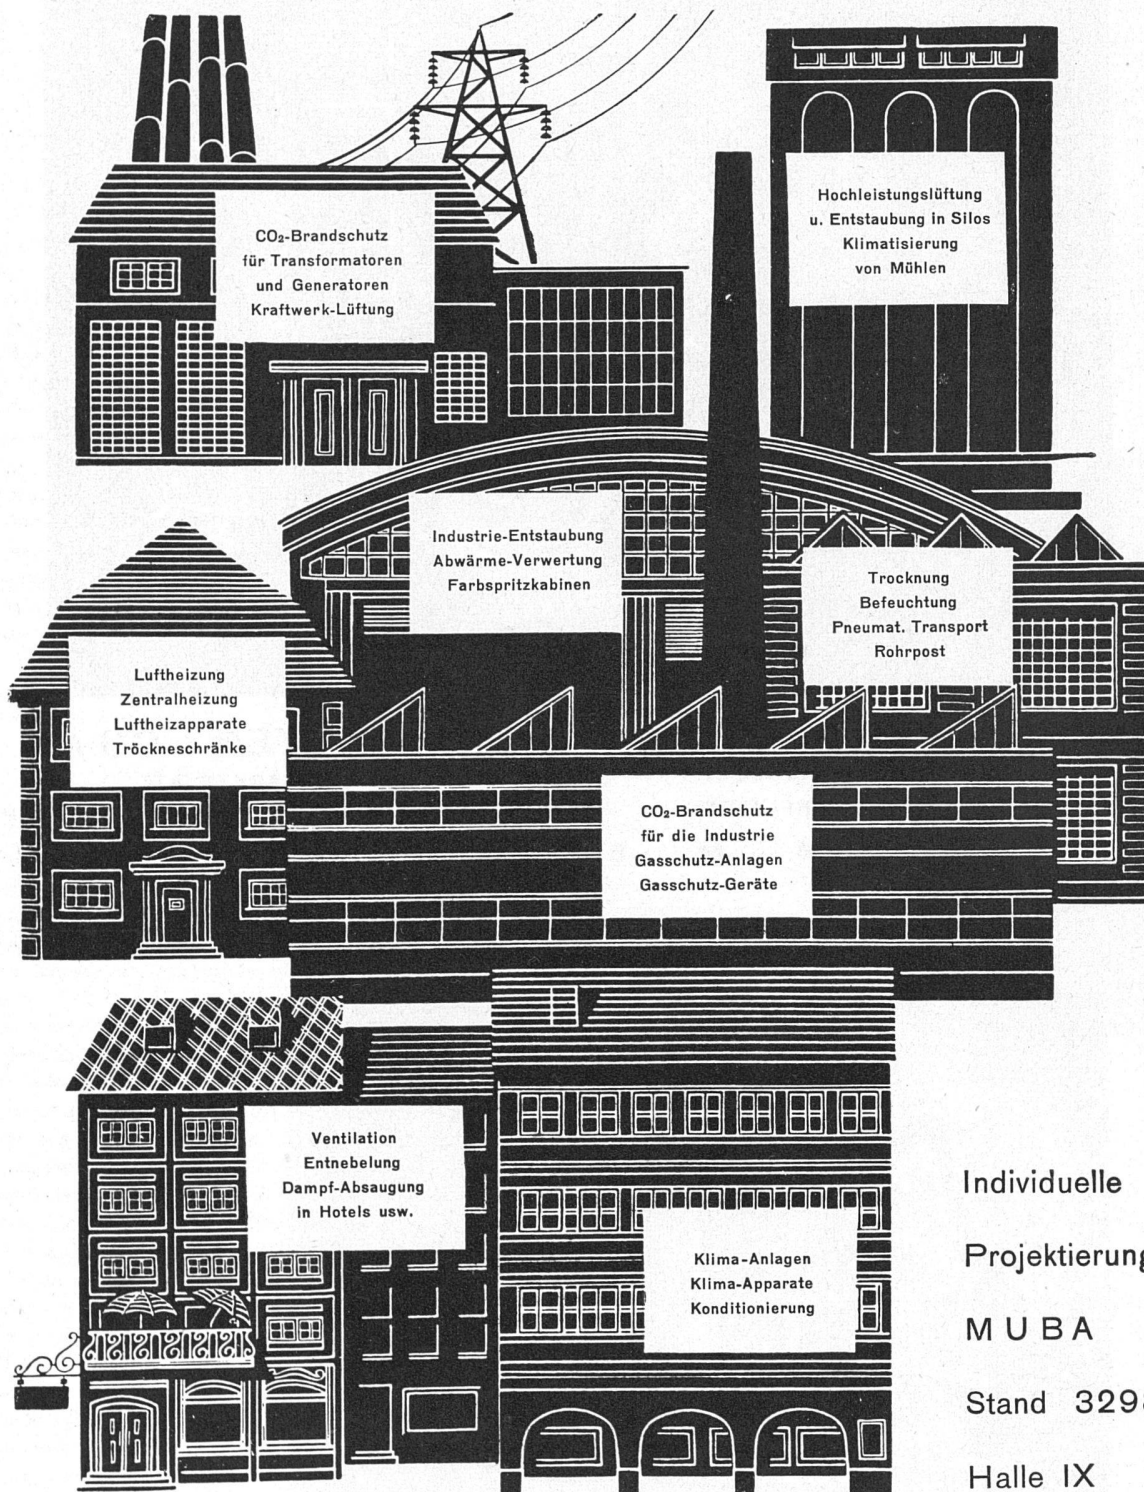 CO₂-Brandschutz
für Transformatoren
und Generatoren
Kraftwerk-Lüftung
Hochleistungslüftung
u. Entstaubung in Silos
Klimatisierung
von Mühlen
Industrie-Entstaubung
Abwärme-Verwertung
Farbspritzkabinen
Trocknung
Befeuchtung
Pneumat. Transport
Rohrpost
Luftheizung
Zentralheizung
Luftheizapparate
Tröckneschränke
CO₂-Brandschutz
für die Industrie
Gasschutz-Anlagen
Gasschutz-Geräte
Ventilation
Entnebelung
Dampf-Absaugung
in Hotels usw.
Klima-Anlagen
Klima-Apparate
Konditionierung
Individuelle
Projektierung
MUBA
Stand
Halle IX